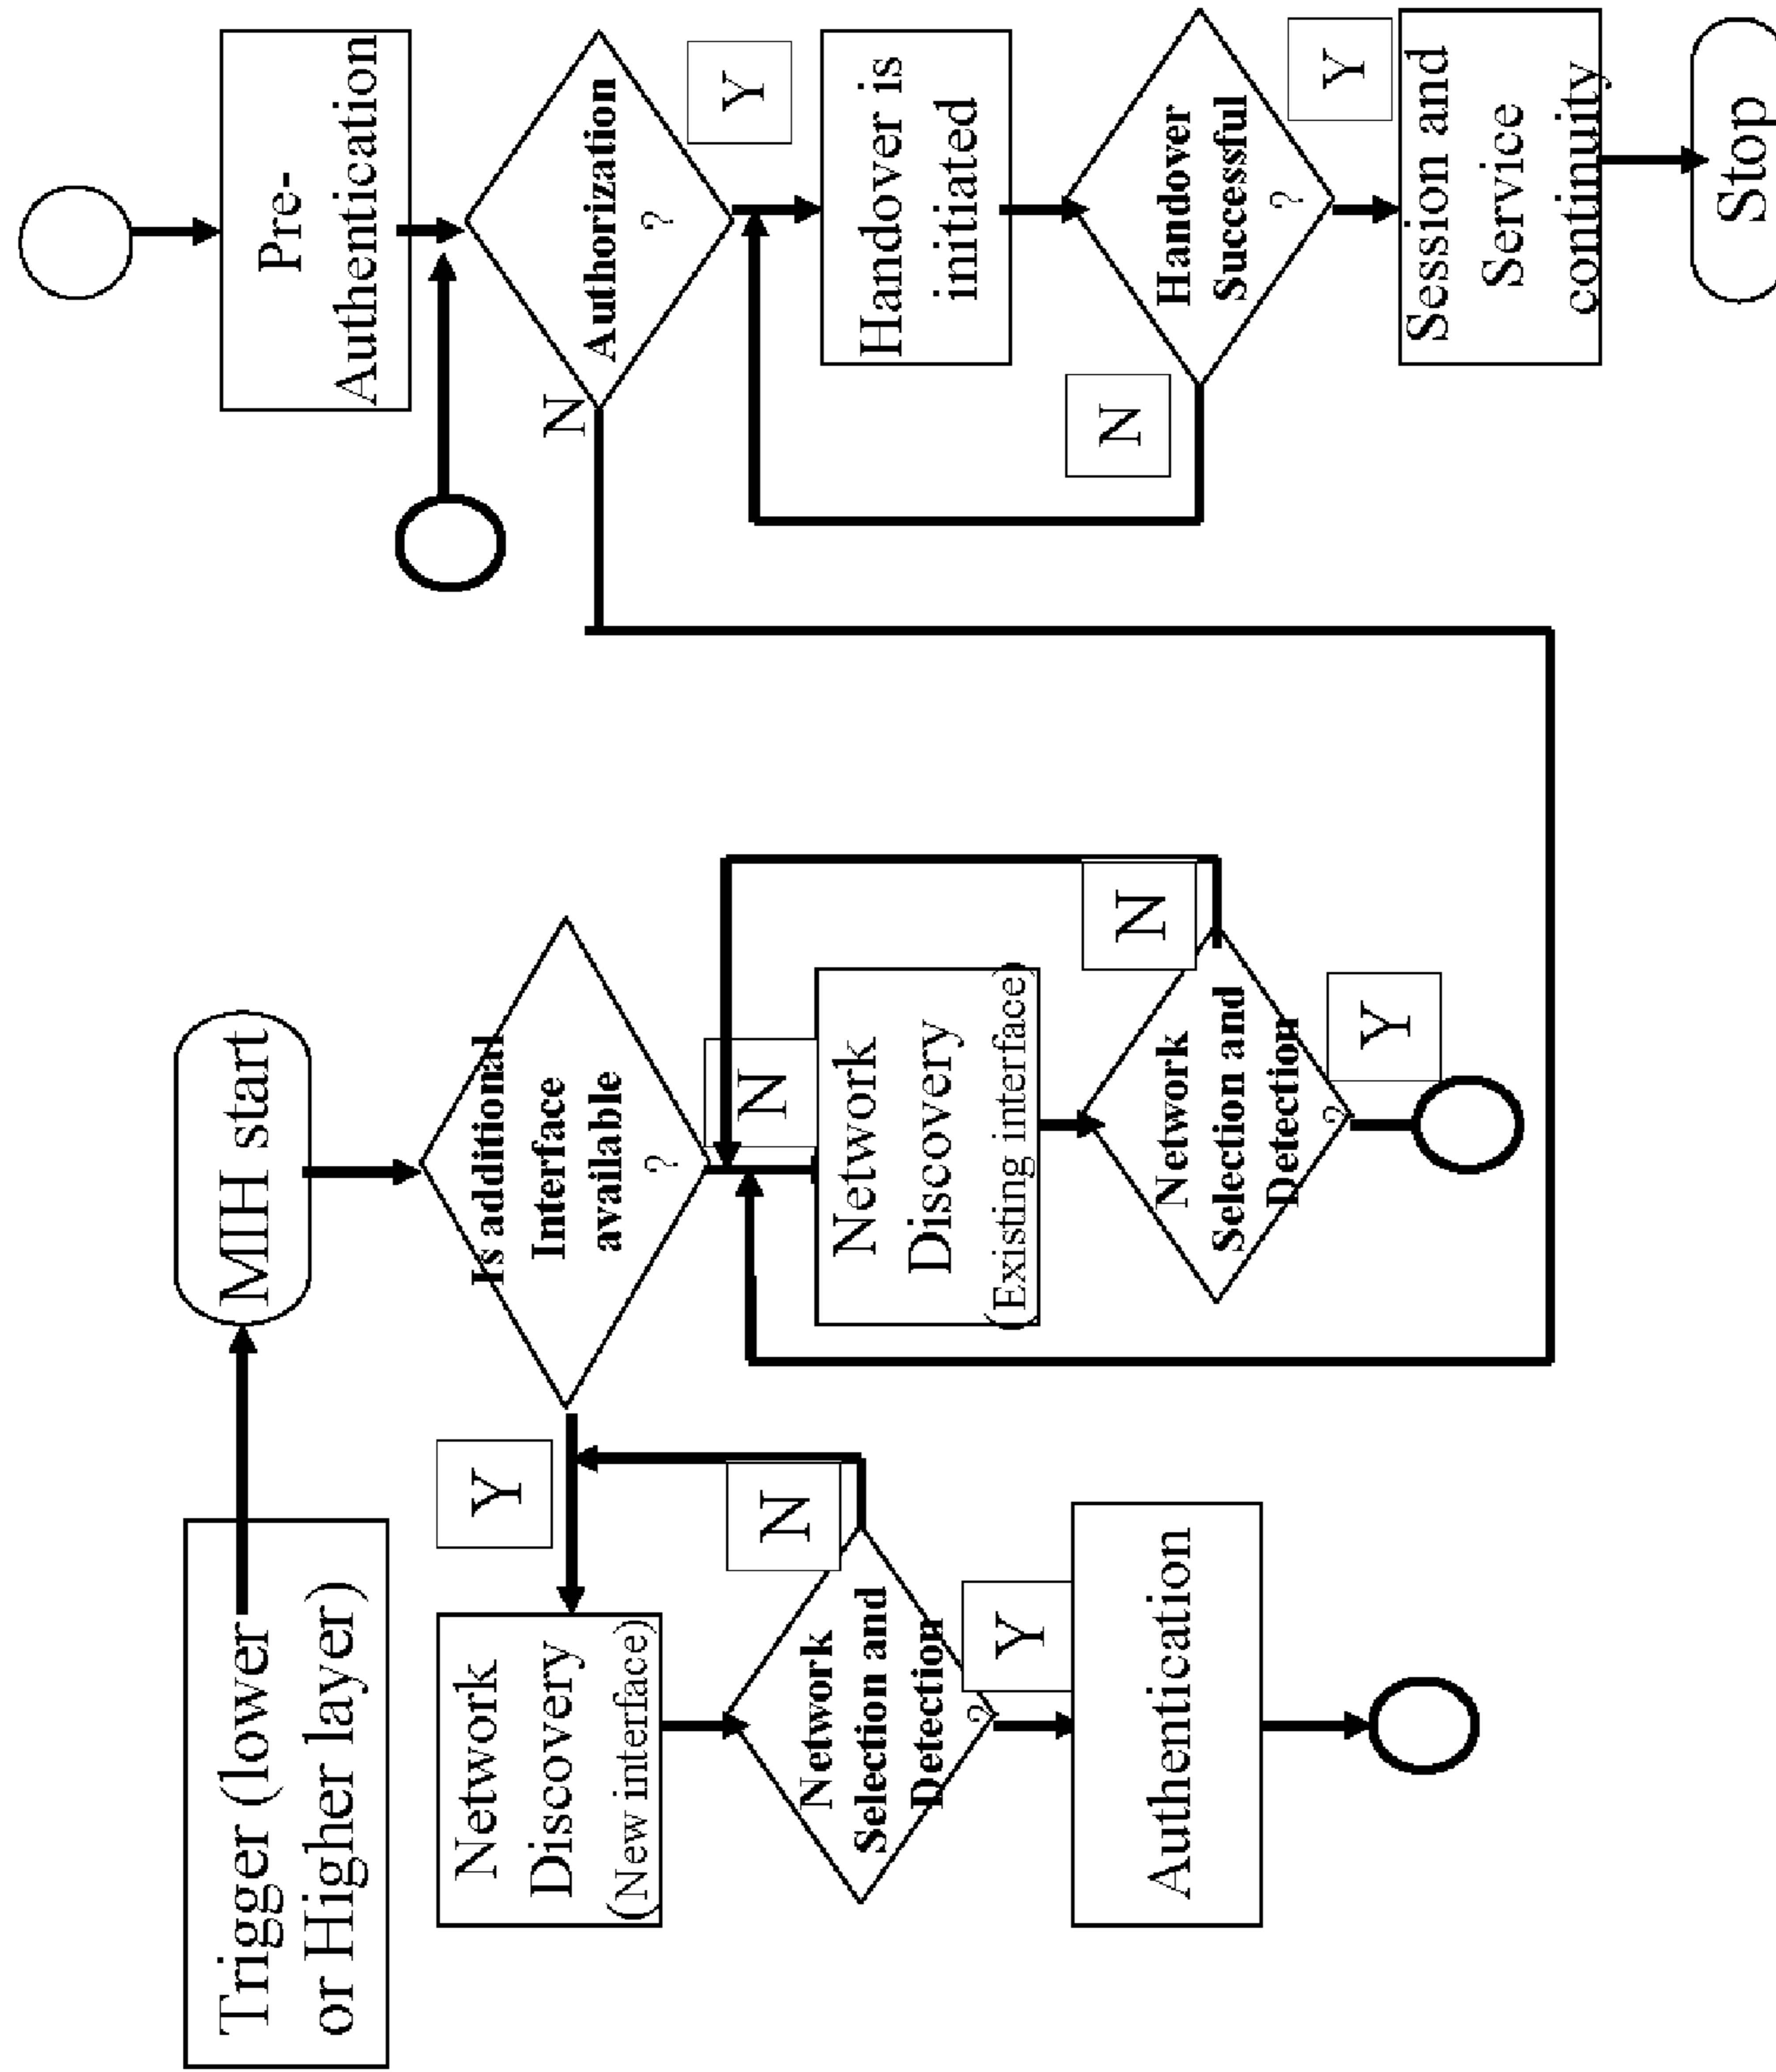 Trigger (lower
or Higher layer)
MIH start
Is additional
Interface
available
?
Y
N
Network
Discovery
(New interface)
Network
Selection and
Detection
?
N
Y
Authentication
Network
Discovery
(Existing interface)
Network
Selection and
Detection
?
N
Y
Pre-
Authentication
Authorization
?
N
Y
Handover is
initiated
Handover
Successful
?
N
Y
Session and
Service
continuity
Stop